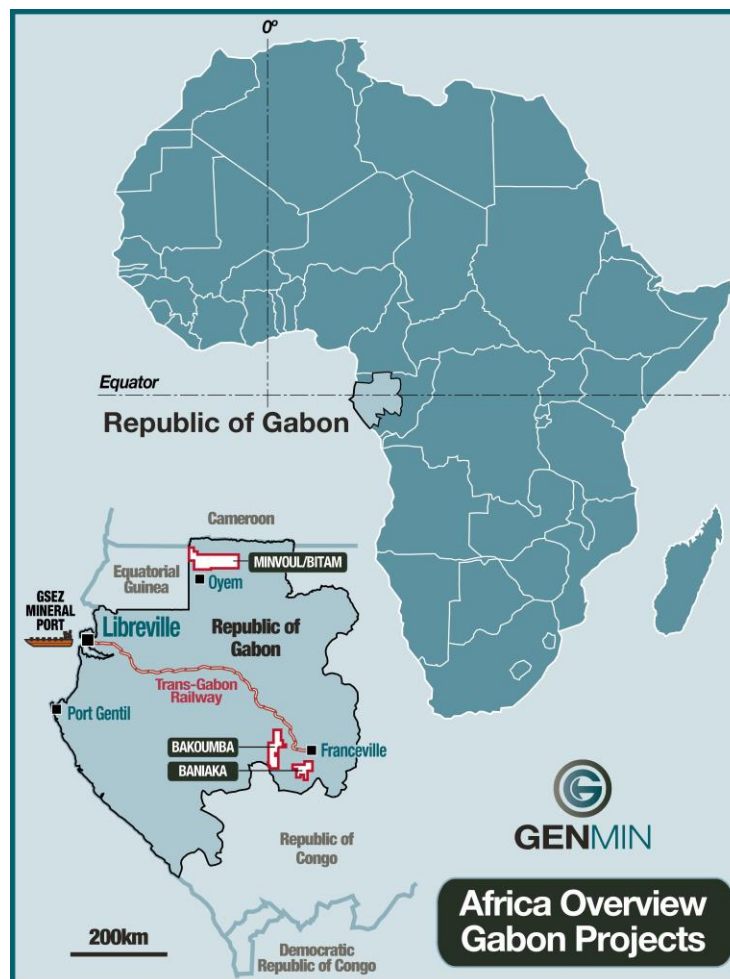 0º
Equator
Republic of Gabon
Cameroon
MINVOUL/BITAM
Equatorial
Guinea
Oyem
GSEZ
MINERAL
PORT
Libreville
Republic of
Gabon
Trans-Gabon
Railway
Port Gentil
BAKOUMBA
Franceville
BANIAKA
Republic of
Congo
GENMIN
200km
Democratic
Republic of Congo
Africa Overview
Gabon Projects